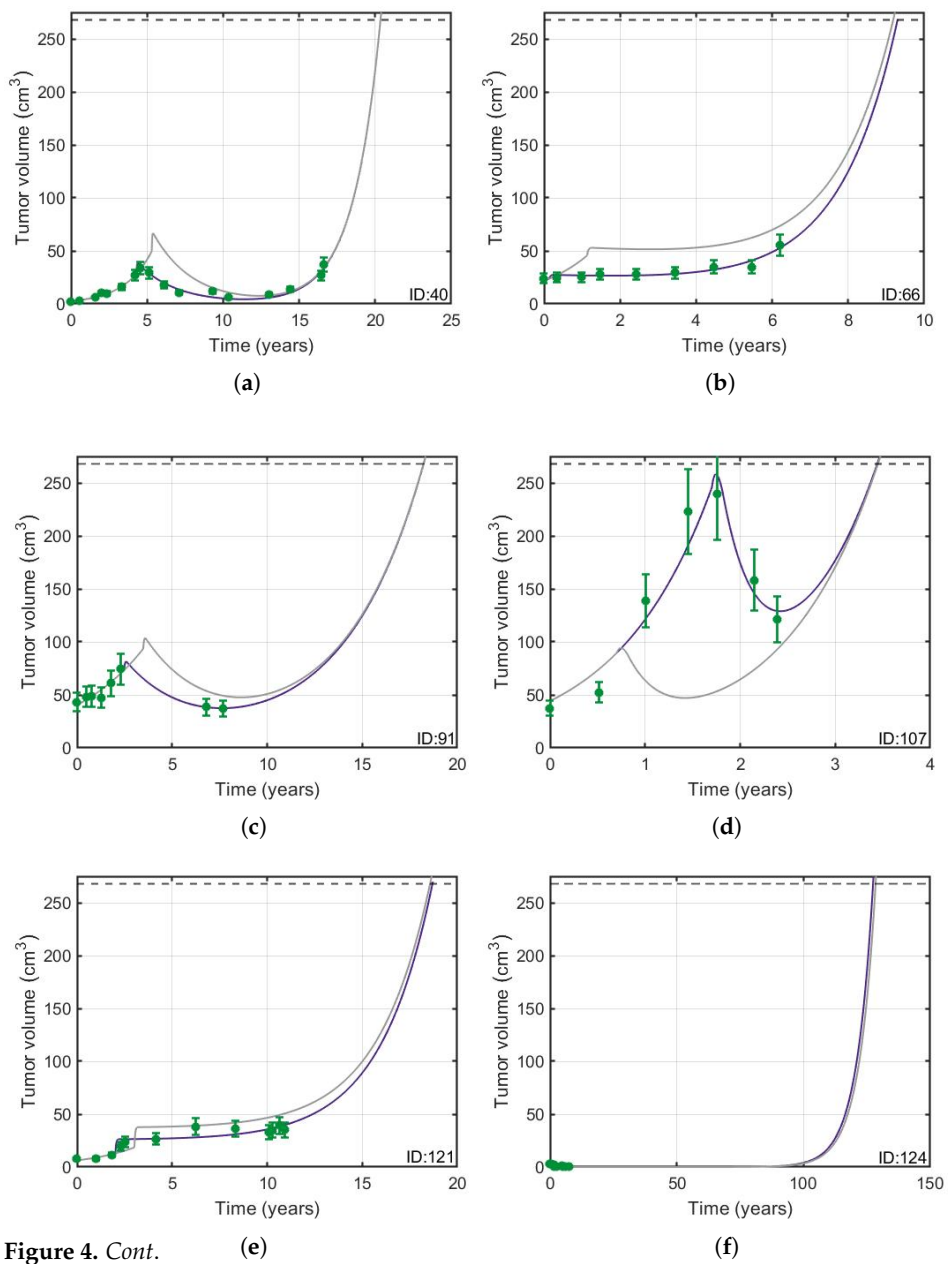 250
200
150
100
50
0
Tumor volume (cm³)
ID:40
0 5 10 15 20 25
Time (years)
(a)
250
200
150
100
50
0
Tumor volume (cm³)
ID:66
0 2 4 6 8 10
Time (years)
(b)
250
200
150
100
50
0
Tumor volume (cm³)
ID:91
0 5 10 15 20
Time (years)
(c)
250
200
150
100
50
0
Tumor volume (cm³)
ID:107
0 1 2 3 4
Time (years)
(d)
250
200
150
100
50
0
Tumor volume (cm³)
ID:121
0 5 10 15 20
Time (years)
(e)
250
200
150
100
50
0
Tumor volume (cm³)
ID:124
0 50 100 150
Time (years)
(f)
Figure 4. Cont.